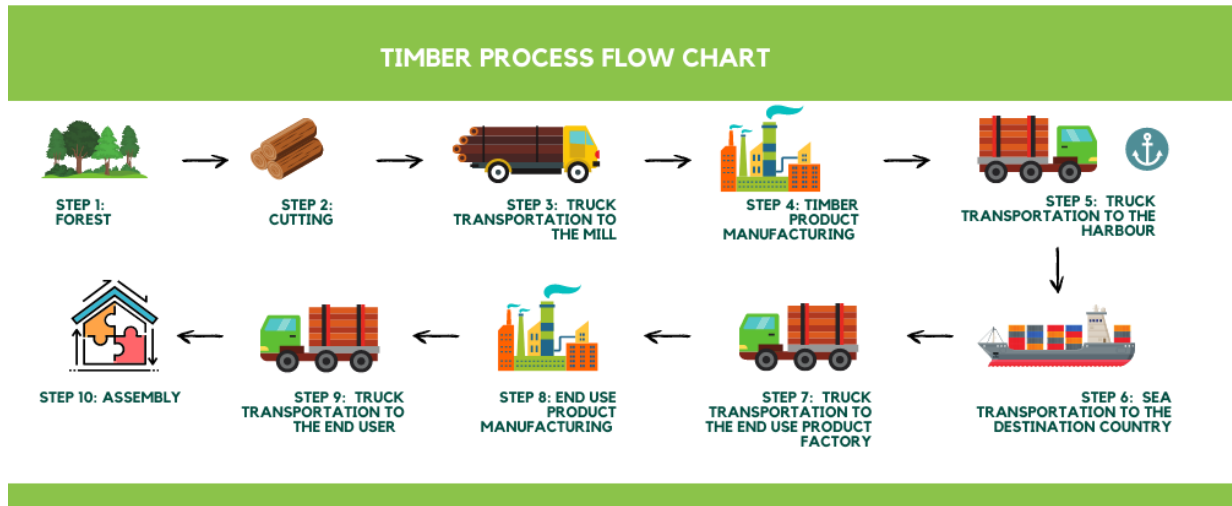 TIMBER PROCESS FLOW CHART
STEP 1:
FOREST
STEP 2:
CUTTING
STEP 3: TRUCK
TRANSPORTATION TO
THE MILL
STEP 4: TIMBER
PRODUCT
MANUFACTURING
STEP 5: TRUCK
TRANSPORTATION TO THE
HARBOUR
STEP 6: SEA
TRANSPORTATION TO THE
DESTINATION COUNTRY
STEP 7: TRUCK
TRANSPORTATION TO
THE END USE PRODUCT
FACTORY
STEP 8: END USE
PRODUCT
MANUFACTURING
STEP 9: TRUCK
TRANSPORTATION TO
THE END USER
STEP 10: ASSEMBLY